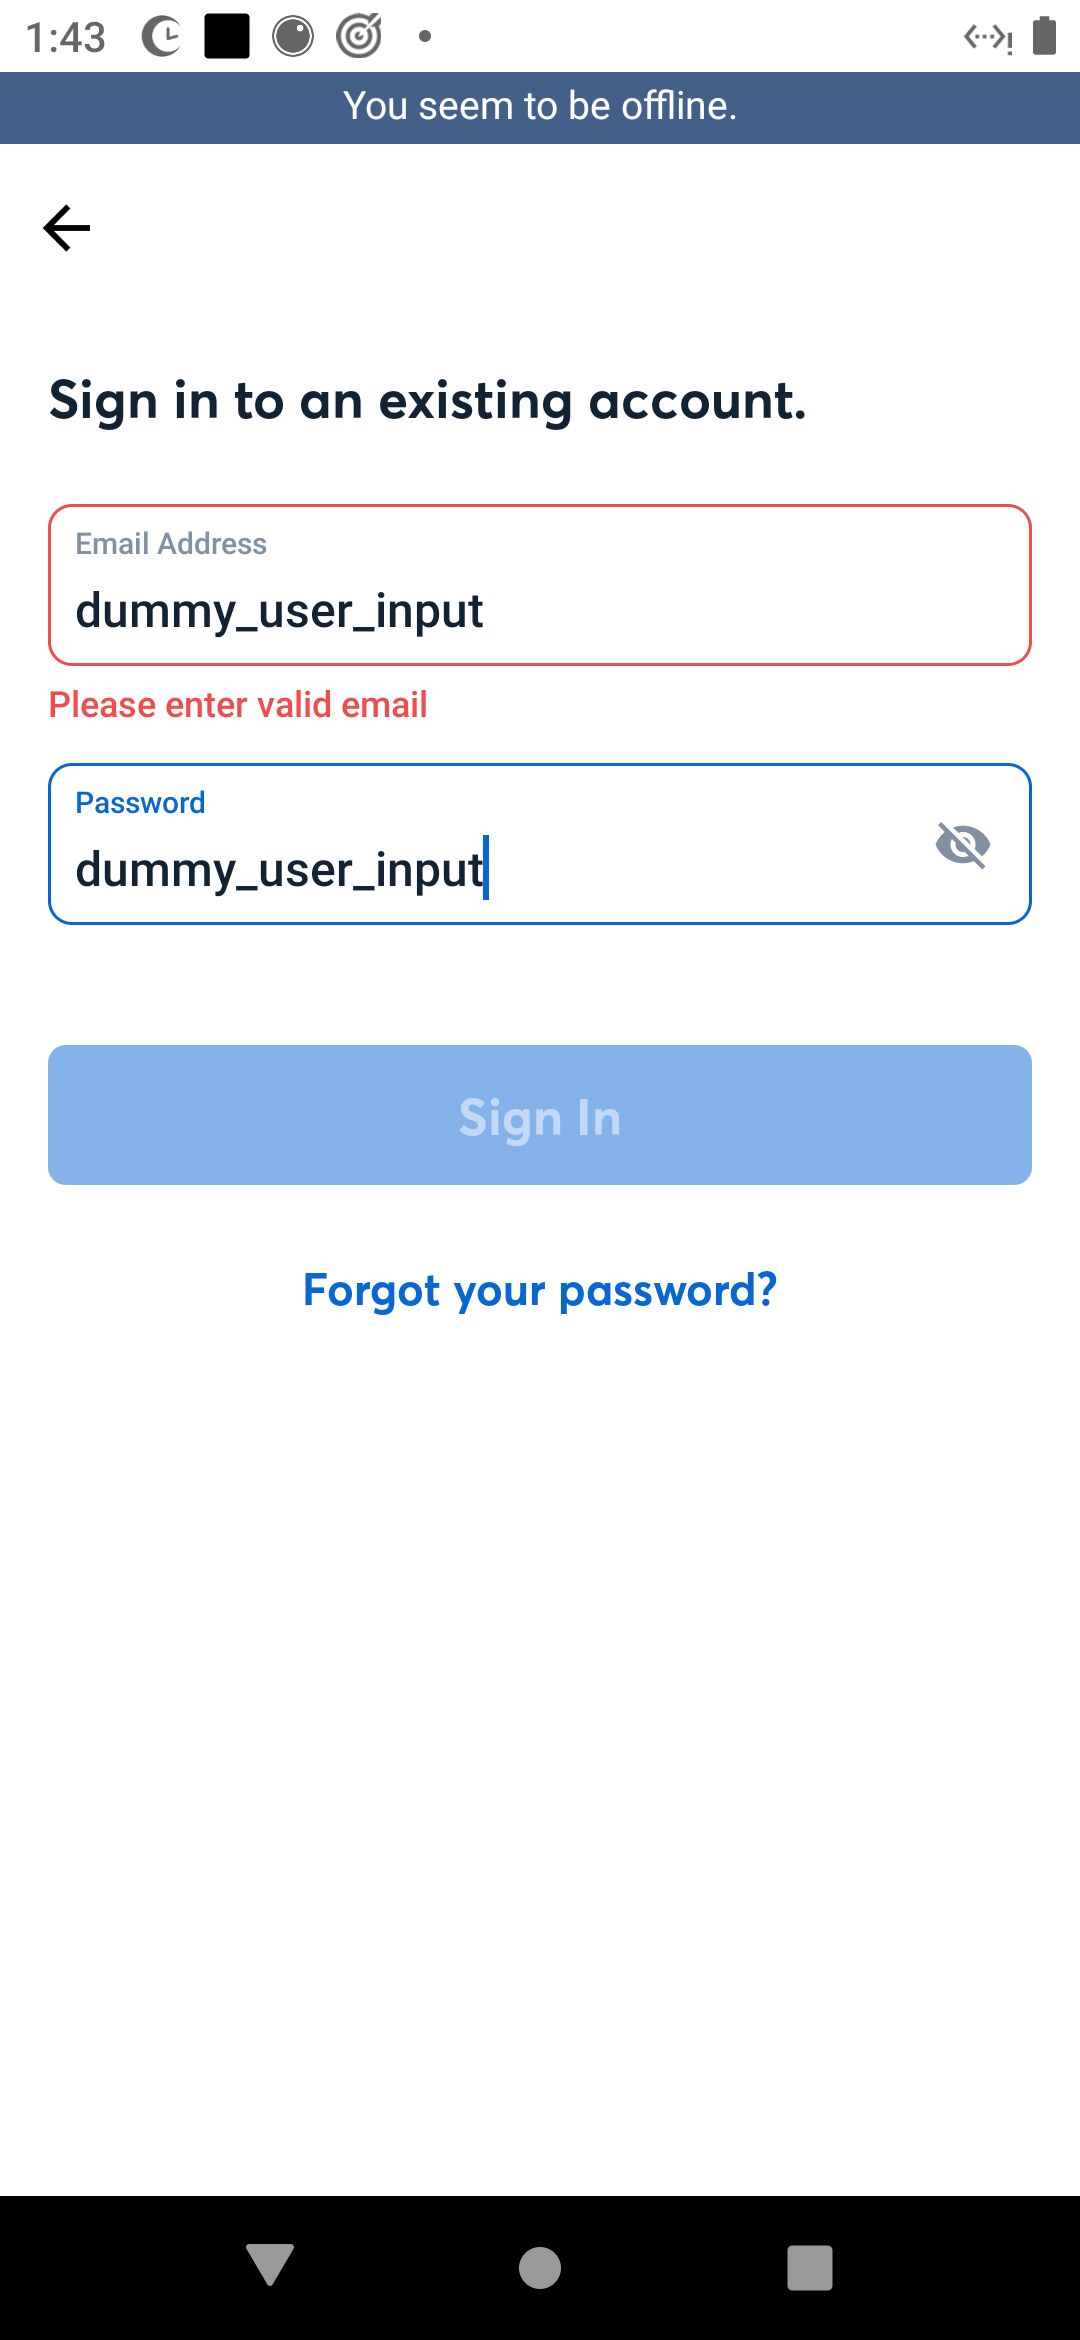 1:43
You seem to be offline.
Sign in to an existing account.
Email Address
dummy_user_input
Please enter valid email
Password
dummy_user_input
Sign In
Forgot your password?